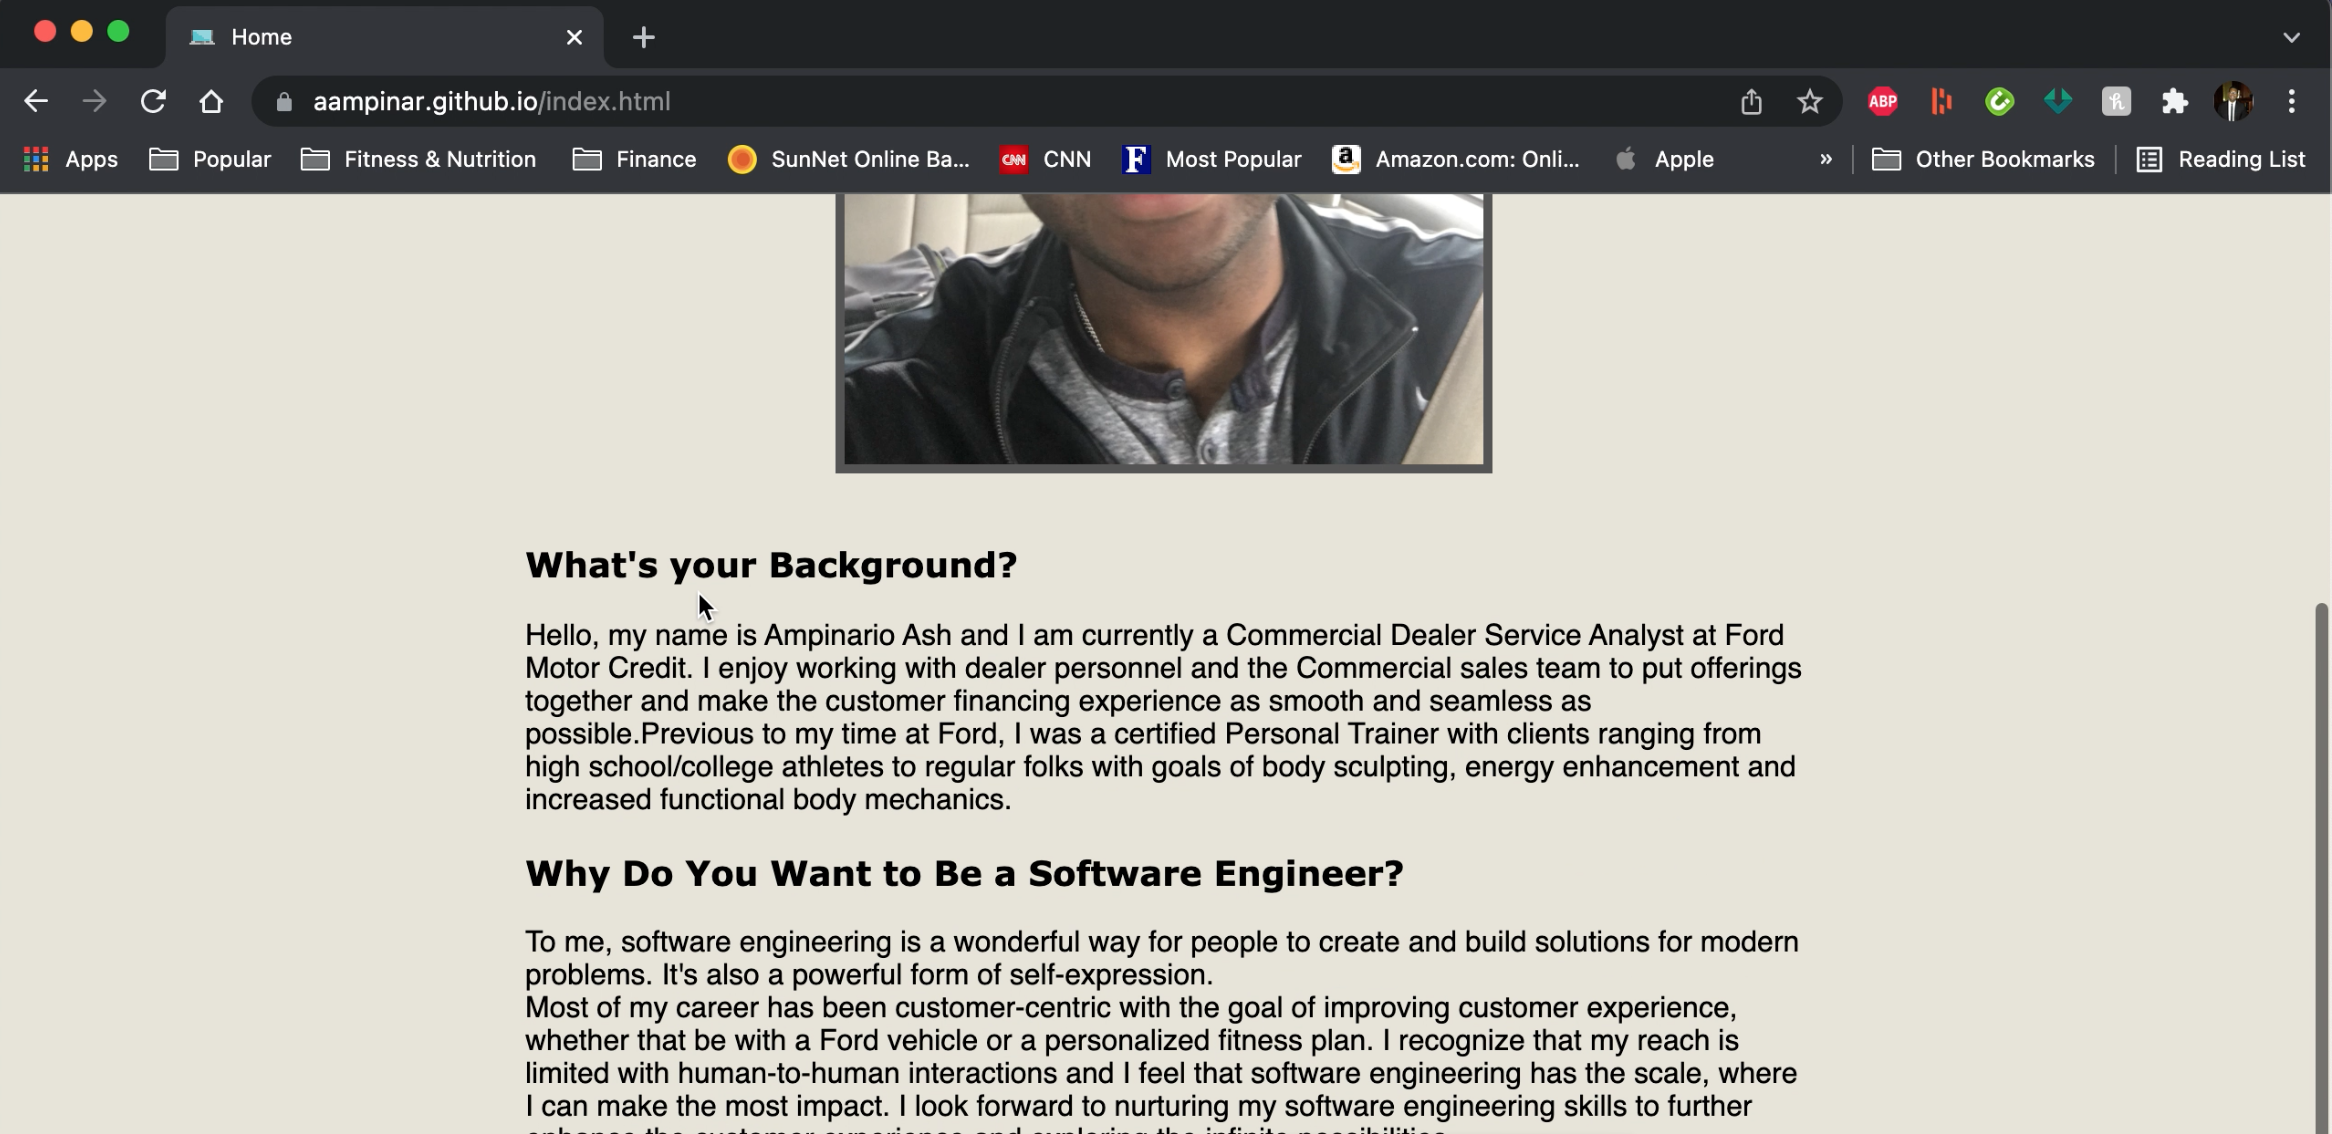 Home
aampinar.github.io/index.html
ABP
h
Apps
Popular
Fitness & Nutrition
Finance
SunNet Online Ba...
CNN
CNN
F
Most Popular
a
Amazon.com: Onli...
Apple
»
Other Bookmarks
Reading List
What's your Background?
Hello, my name is Ampinario Ash and I am currently a Commercial Dealer Service Analyst at Ford
Motor Credit. I enjoy working with dealer personnel and the Commercial sales team to put offerings
together and make the customer financing experience as smooth and seamless as
possible.Previous to my time at Ford, I was a certified Personal Trainer with clients ranging from
high school/college athletes to regular folks with goals of body sculpting, energy enhancement and
increased functional body mechanics.
Why Do You Want to Be a Software Engineer?
To me, software engineering is a wonderful way for people to create and build solutions for modern
problems. It's also a powerful form of self-expression.
Most of my career has been customer-centric with the goal of improving customer experience,
whether that be with a Ford vehicle or a personalized fitness plan. I recognize that my reach is
limited with human-to-human interactions and I feel that software engineering has the scale, where
I can make the most impact. I look forward to nurturing my software engineering skills to further
enhance the customer experience and exploring the infinite possibilities